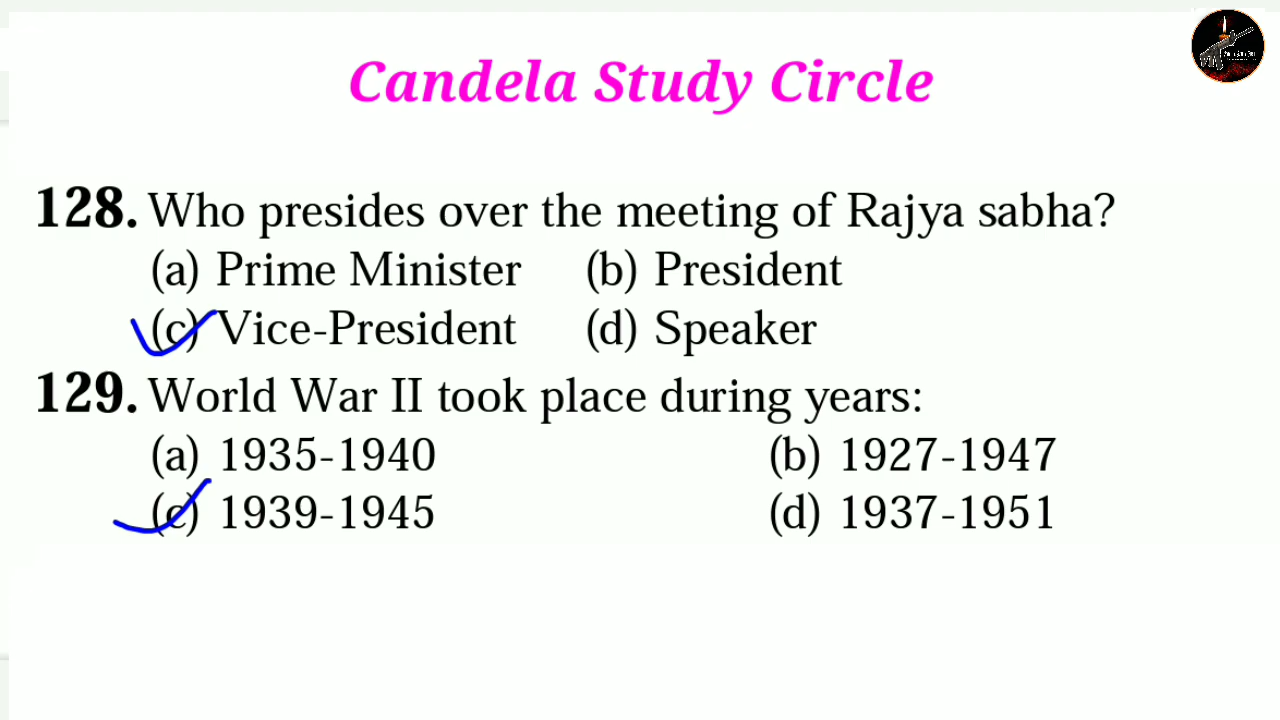 Candela Study Circle
128. Who presides over the meeting of Rajya sabha?
(a) Prime Minister (b) President
(c) Vice-President (d) Speaker
129. World War II took place during years:
(a) 1935-1940 (b) 1927-1947
(c) 1939-1945 (d) 1937-1951